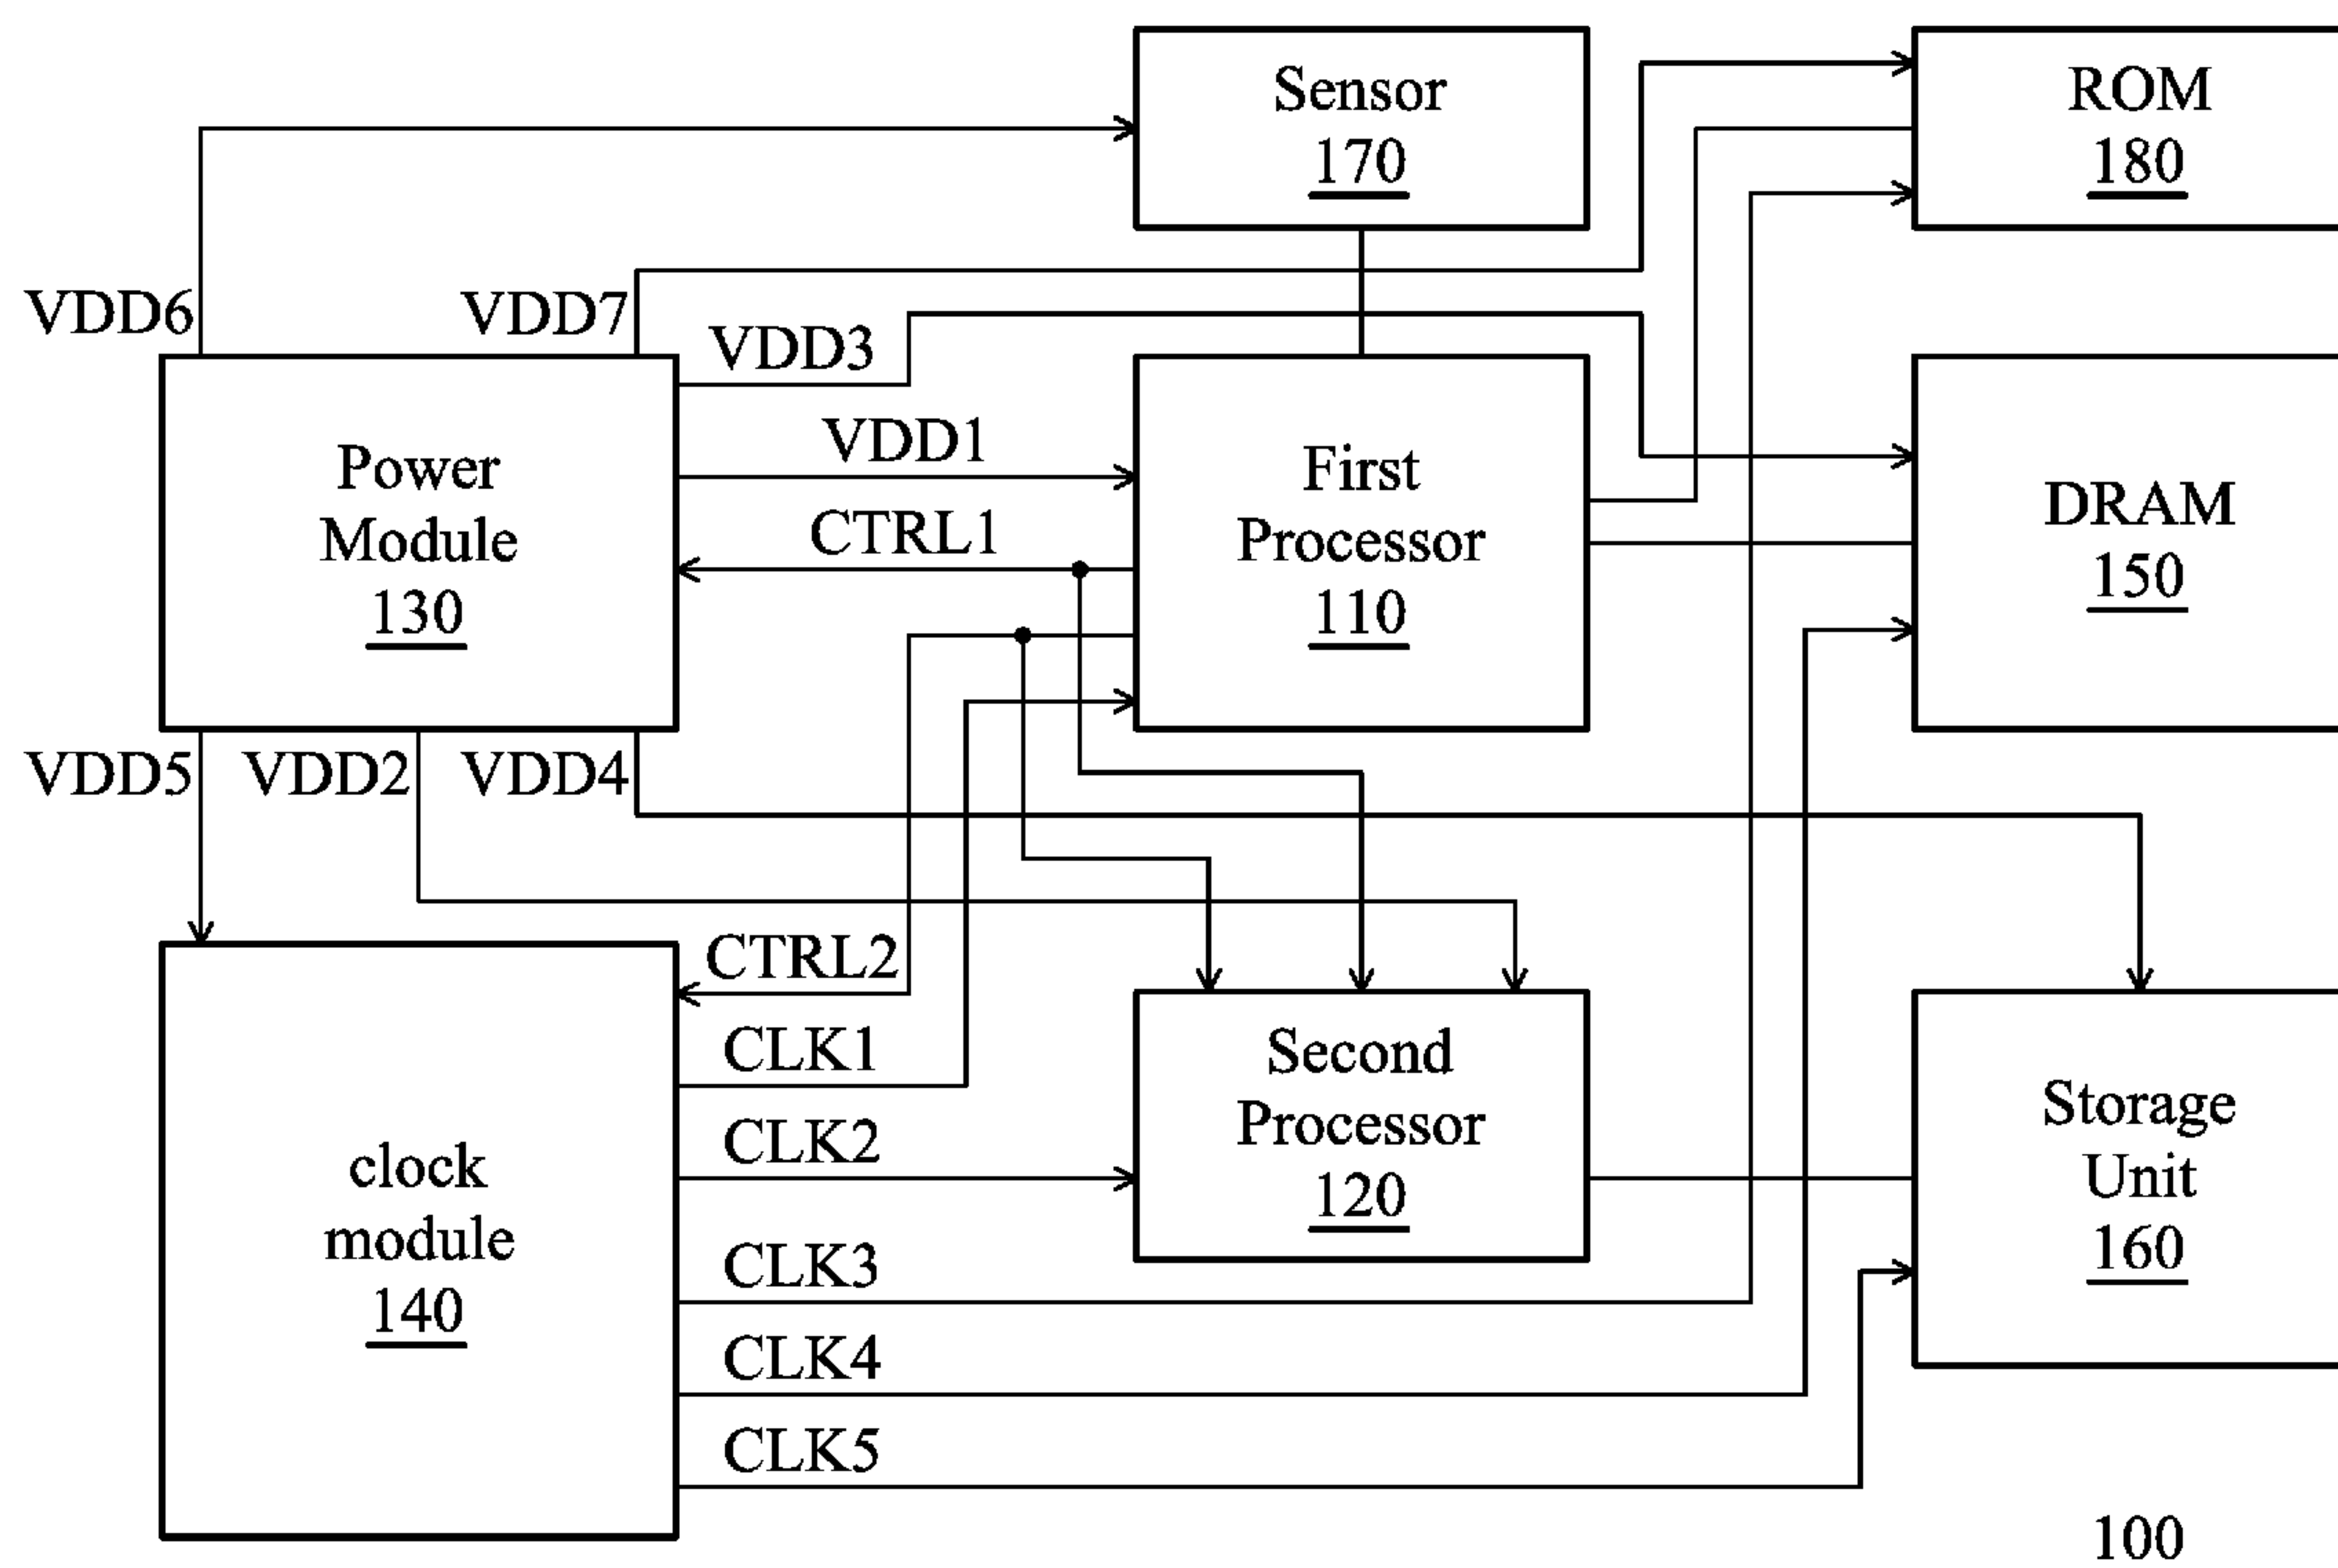 Sensor
170
ROM
180
VDD6
VDD7
VDD3
VDD1
CTRL1
Power
Module
130
First
Processor
110
DRAM
150
VDD5
VDD2
VDD4
CTRL2
CLK1
CLK2
CLK3
CLK4
CLK5
clock
module
140
Second
Processor
120
Storage
Unit
160
100